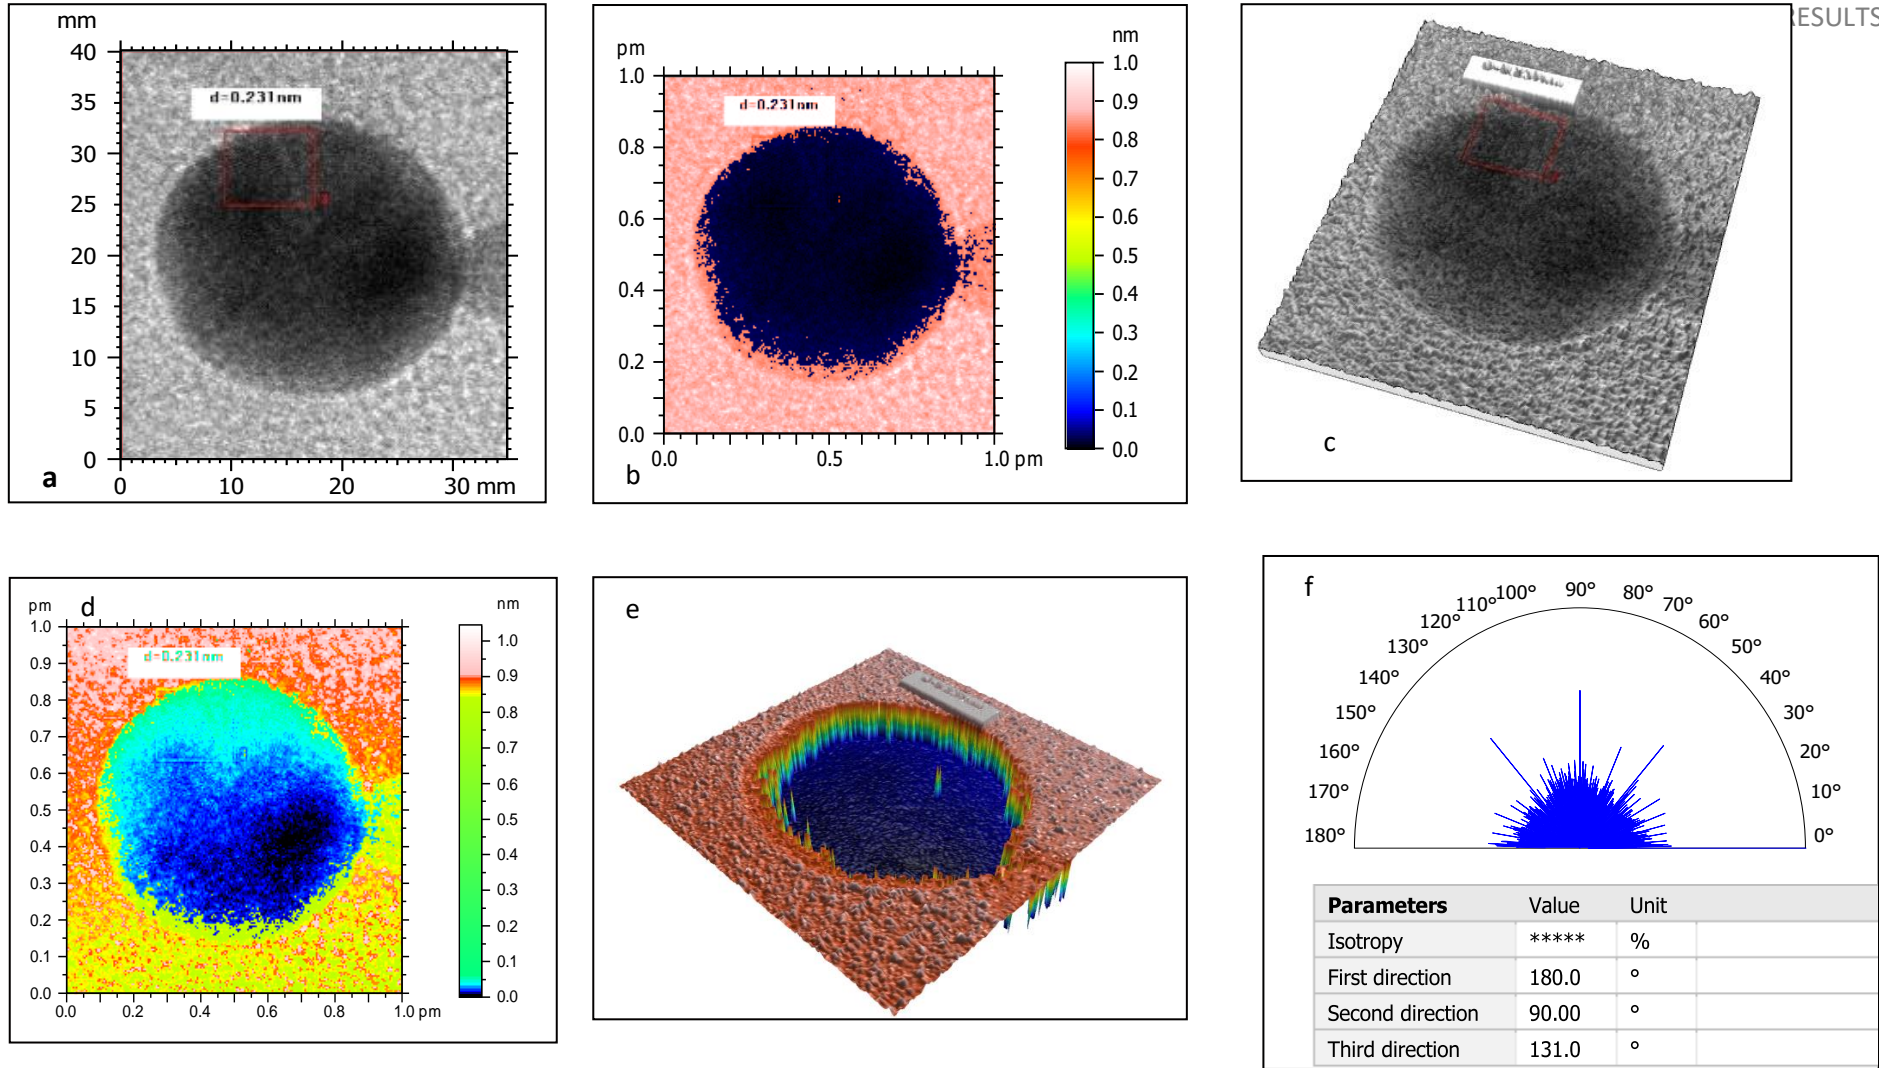 RESULTS
mm
40
35
30
25
20
15
10
5
0
0 10 20 30 mm
d=0.231nm
a
pm
1.0
0.8
0.6
0.4
0.2
0.0
0.0 0.5 1.0 pm
d=0.231nm
b
nm
1.0
0.9
0.8
0.7
0.6
0.5
0.4
0.3
0.2
0.1
0.0
c
pm
d
1.0
0.9
0.8
0.7
0.6
0.5
0.4
0.3
0.2
0.1
0.0
0.0 0.2 0.4 0.6 0.8 1.0 pm
d=0.231nm
nm
1.0
0.9
0.8
0.7
0.6
0.5
0.4
0.3
0.2
0.1
0.0
e
f
180° 170° 160° 150° 140° 130° 120° 110° 100° 90° 80° 70° 60° 50° 40° 30° 20° 10° 0°
Parameters Value Unit
Isotropy ***** %
First direction 180.0 °
Second direction 90.00 °
Third direction 131.0 °